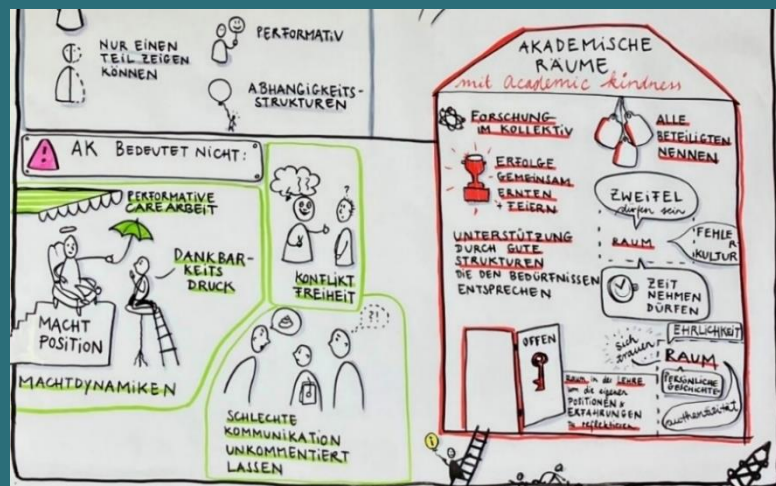 NUR EINEN
TEIL ZEIGEN
KÖNNEN
PERFORMATIV
ABHÄNGIGKEITS-
STRUKTUREN
AK BEDEUTET NICHT:
PERFORMATIVE
CAREARBEIT
DANKBAR-
KEITS
DRUCK
MACHT
POSITION
MACHTDYNAMIKEN
KONFLIKT
FREIHEIT
?!
SCHLECHTE
KOMMUNIKATION
UNKOMMENTIERT
LASSEN
AKADEMISCHE
RÄUME
mit academic kindness
FORSCHUNG
IM KOLLEKTIV
ALLE
BETEILIGTEN
NENNEN
ERFOLGE
GEMEINSAM
ERNTEN
+ FEIERN
ZWEIFEL
dürfen sein
RAUM
FEHLE
R
KULTUR
UNTERSTÜTZUNG
DURCH GUTE
STRUKTUREN
DIE DEN BEDÜRFNISSEN
ENTSPRECHEN
ZEIT
NEHMEN
DÜRFEN
OFFEN
EHRLICHKEIT
sich
trauen
RAUM
PERSÖNLICHE
GESCHICHTE
authentizität
RAUM in der LEHRE
um die eigenen
POSITIONEN &
ERFAHRUNGEN
zu reflektieren